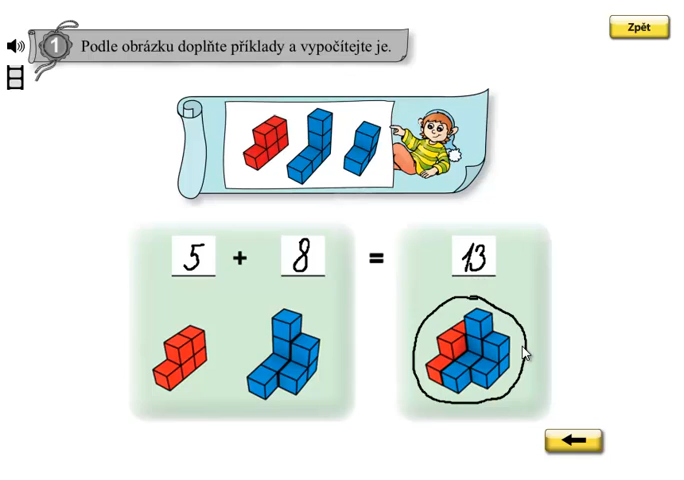 Zpět
1 Podle obrázku doplňte příklady a vypočítejte je.
5 + 8 = 13